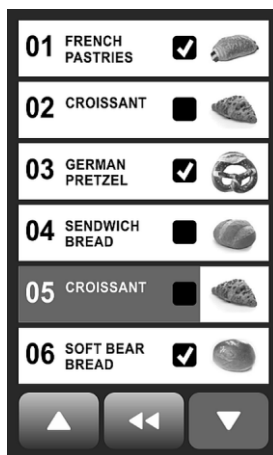 01 FRENCH
PASTRIES
02 CROISSANT
03 GERMAN
PRETZEL
04 SENDWICH
BREAD
05 CROISSANT
06 SOFT BEAR
BREAD